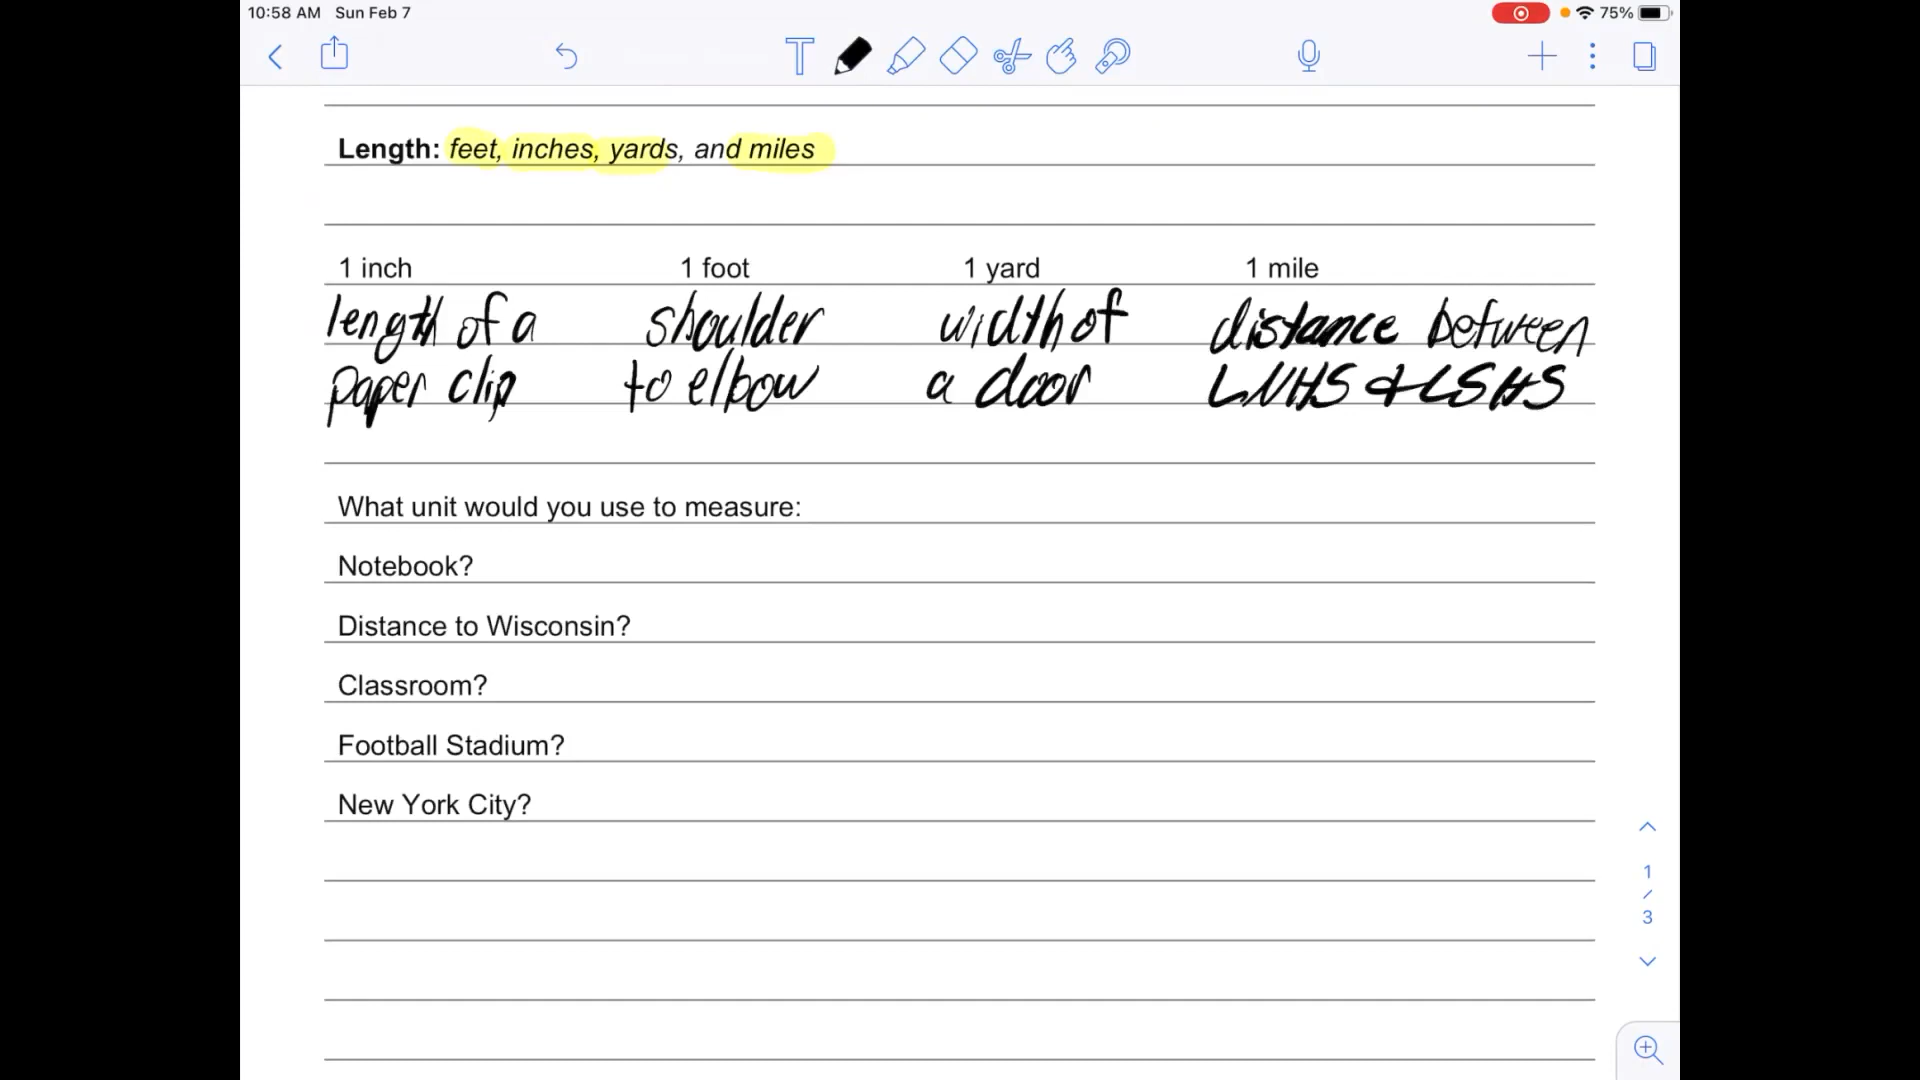 10:58 AM Sun Feb 7 75%
T
Length: feet, inches, yards, and miles
1 inch 1 foot 1 yard 1 mile
length of a shoulder width of distance between
paper clip to elbow a door LNHS & LSHS
What unit would you use to measure:
Notebook?
Distance to Wisconsin?
Classroom?
Football Stadium?
New York City?
1
/
3